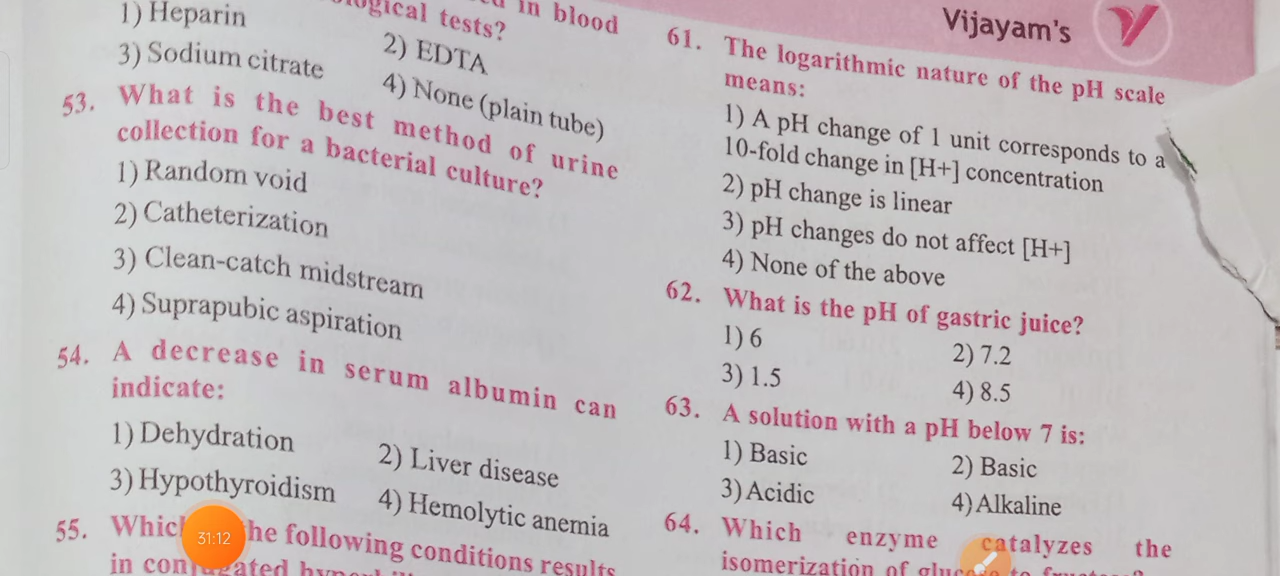 in blood
tests?
1) Heparin
2) EDTA
3) Sodium citrate
4) None (plain tube)
53. What is the best method of urine
collection for a bacterial culture?
1) Random void
2) Catheterization
3) Clean-catch midstream
4) Suprapubic aspiration
54. A decrease in serum albumin can
indicate:
1) Dehydration
2) Liver disease
3) Hypothyroidism
4) Hemolytic anemia
55. he following conditions results
in
31:12
Vijayam's
61. The logarithmic nature of the pH scale
means:
1) A pH change of 1 unit corresponds to a
10-fold change in [H+] concentration
2) pH change is linear
3) pH changes do not affect [H+]
4) None of the above
62. What is the pH of gastric juice?
1) 6
2) 7.2
3) 1.5
4) 8.5
63. A solution with a pH below 7 is:
1) Basic
2) Basic
3) Acidic
4) Alkaline
64. Which enzyme catalyzes the
isomerization of